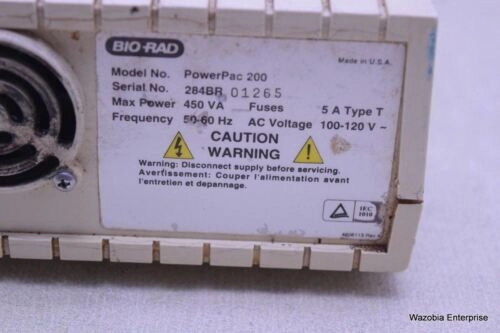 BIO-RAD
Made in U.S.A.
Model No. PowerPac 200
Serial No. 284BR 01265
Max Power 450 VA Fuses 5 A Type T
Frequency 50-60 Hz AC Voltage 100-120 V ~
CAUTION
WARNING
Warning: Disconnect supply before servicing.
Avertissement: Couper l'alimentation avant
l'entretien et depannage.
IEC
1010
Wazobia Enterprise